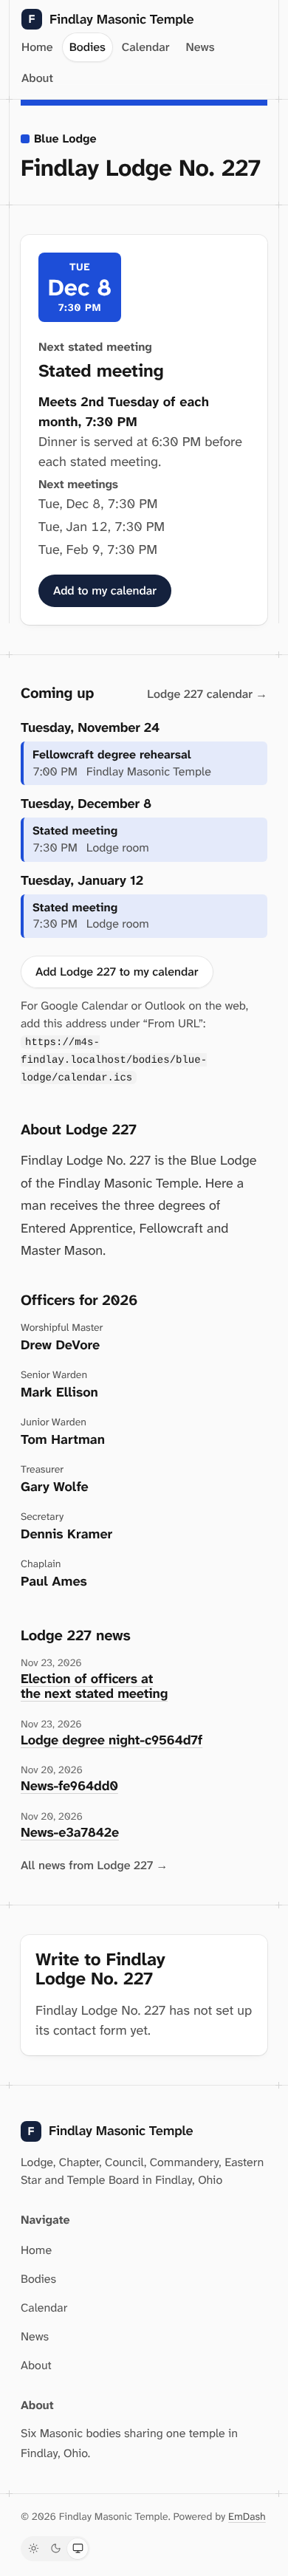 F Findlay Masonic Temple
Home Bodies Calendar News
About
Blue Lodge
Findlay Lodge No. 227
TUE
Dec 8
7:30 PM
Next stated meeting
Stated meeting
Meets 2nd Tuesday of each
month, 7:30 PM
Dinner is served at 6:30 PM before
each stated meeting.
Next meetings
Tue, Dec 8, 7:30 PM
Tue, Jan 12, 7:30 PM
Tue, Feb 9, 7:30 PM
Add to my calendar
Coming up Lodge 227 calendar →
Tuesday, November 24
Fellowcraft degree rehearsal
7:00 PM Findlay Masonic Temple
Tuesday, December 8
Stated meeting
7:30 PM Lodge room
Tuesday, January 12
Stated meeting
7:30 PM Lodge room
Add Lodge 227 to my calendar
For Google Calendar or Outlook on the web,
add this address under “From URL”:
https://m4s-
findlay.localhost/bodies/blue-
lodge/calendar.ics
About Lodge 227
Findlay Lodge No. 227 is the Blue Lodge
of the Findlay Masonic Temple. Here a
man receives the three degrees of
Entered Apprentice, Fellowcraft and
Master Mason.
Officers for 2026
Worshipful Master
Drew DeVore
Senior Warden
Mark Ellison
Junior Warden
Tom Hartman
Treasurer
Gary Wolfe
Secretary
Dennis Kramer
Chaplain
Paul Ames
Lodge 227 news
Nov 23, 2026
Election of officers at
the next stated meeting
Nov 23, 2026
Lodge degree night-c9564d7f
Nov 20, 2026
News-fe964dd0
Nov 20, 2026
News-e3a7842e
All news from Lodge 227 →
Write to Findlay
Lodge No. 227
Findlay Lodge No. 227 has not set up
its contact form yet.
F Findlay Masonic Temple
Lodge, Chapter, Council, Commandery, Eastern
Star and Temple Board in Findlay, Ohio
Navigate
Home
Bodies
Calendar
News
About
About
Six Masonic bodies sharing one temple in
Findlay, Ohio.
© 2026 Findlay Masonic Temple. Powered by EmDash